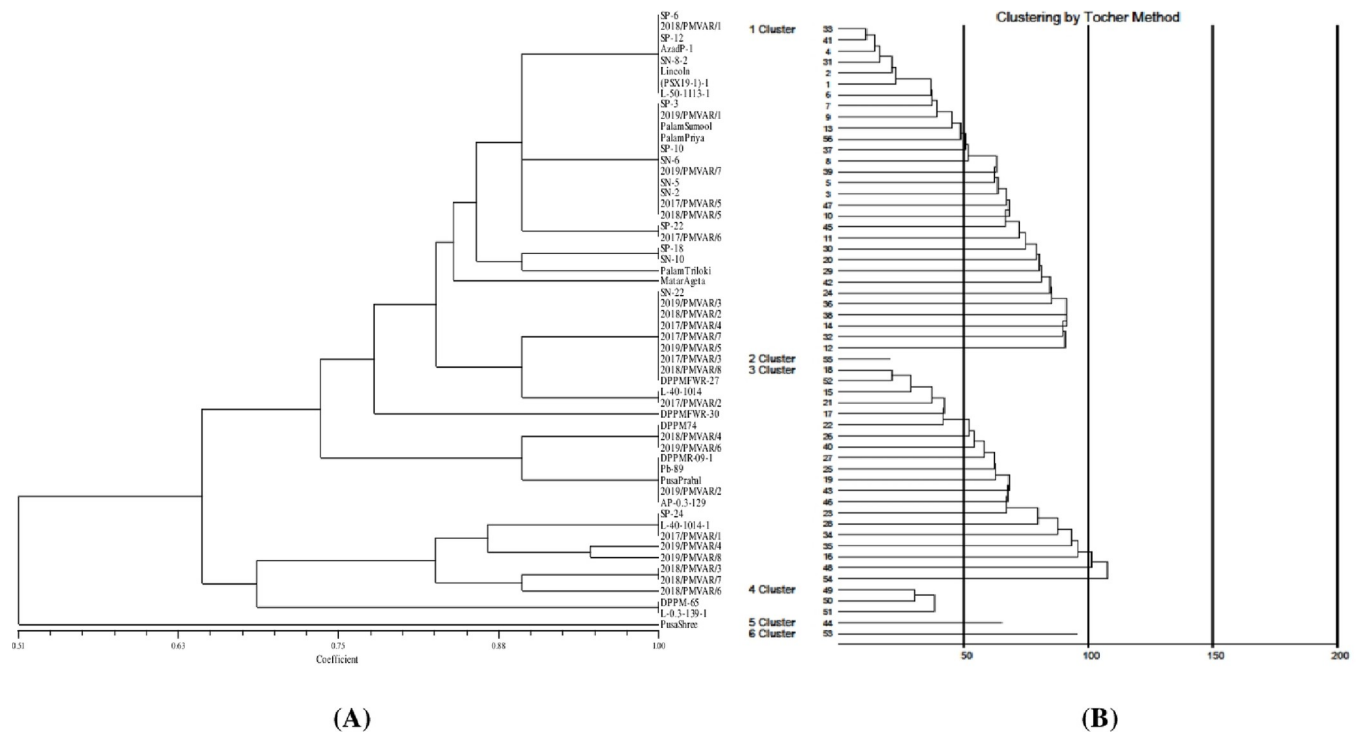 SP-6
2018/PMVAR/1
SP-12
AzadP-1
SN-8-2
Lincoln
(PSX19-1)-1
L-50-1113-1
SP-3
2019/PMVAR/1
PalamSumool
PalamPriya
SP-10
SN-6
2019/PMVAR/7
SN-5
SN-2
2017/PMVAR/5
2018/PMVAR/5
SP-22
2017/PMVAR/6
SP-18
SN-10
PalamTriloki
MatarAgeta
SN-22
2019/PMVAR/3
2018/PMVAR/2
2017/PMVAR/4
2017/PMVAR/7
2019/PMVAR/5
2017/PMVAR/3
2018/PMVAR/8
DPPMFWR-27
L-40-1014
2017/PMVAR/2
DPPMFWR-30
DPPM74
2018/PMVAR/4
2019/PMVAR/6
DPPMR-09-1
Pb-89
PusaPrabal
2019/PMVAR/2
AP-0.3-129
SP-24
L-40-1014-1
2017/PMVAR/1
2019/PMVAR/4
2019/PMVAR/8
2018/PMVAR/3
2018/PMVAR/7
2018/PMVAR/6
DPPM-65
L-0.3-139-1
PusaShree
0.51 0.63 0.75 0.88 1.00
Coefficient
(A)
Clustering by Tocher Method
1 Cluster 33
41
4
31
2
1
6
7
9
13
56
37
8
39
5
3
47
10
45
11
30
20
29
42
24
36
38
14
32
12
2 Cluster 55
3 Cluster 18
52
15
21
17
22
26
40
27
25
19
43
46
23
28
34
35
16
48
54
4 Cluster 49
50
51
5 Cluster 44
6 Cluster 53
50 100 150 200
(B)